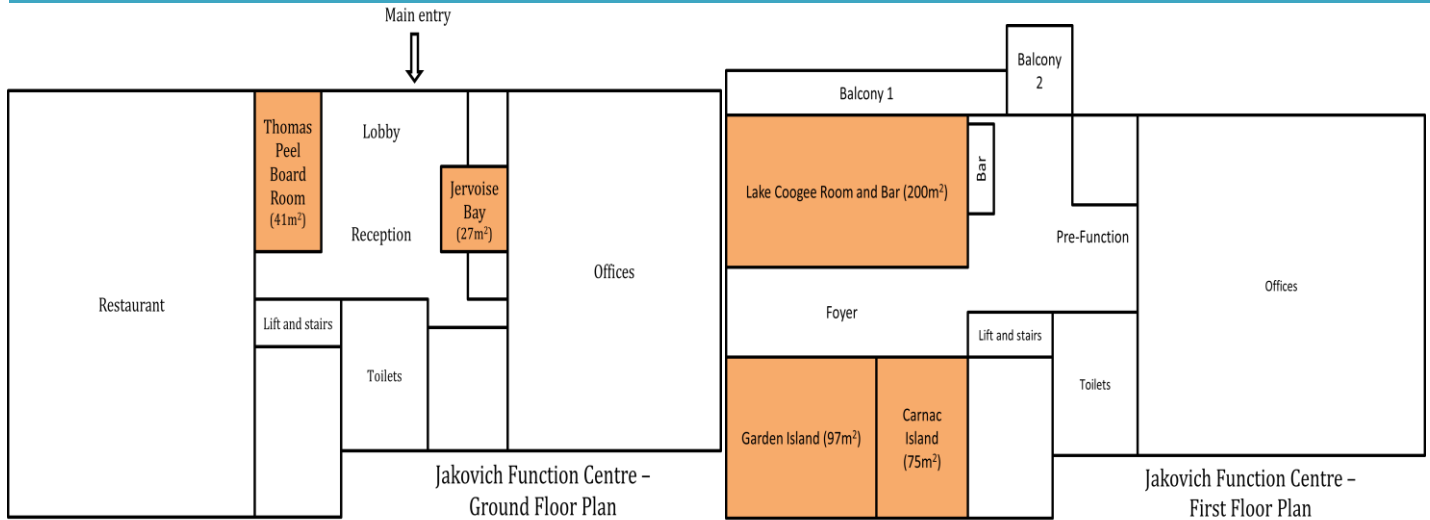 Main entry
Thomas
Peel
Board
Room
(41m²)
Lobby
Jervoise
Bay
(27m²)
Reception
Restaurant
Offices
Lift and stairs
Toilets
Jakovich Function Centre –
Ground Floor Plan
Balcony
2
Balcony 1
Lake Coogee Room and Bar (200m²)
Bar
Pre-Function
Offices
Foyer
Lift and stairs
Toilets
Garden Island (97m²)
Carnac
Island
(75m²)
Jakovich Function Centre –
First Floor Plan